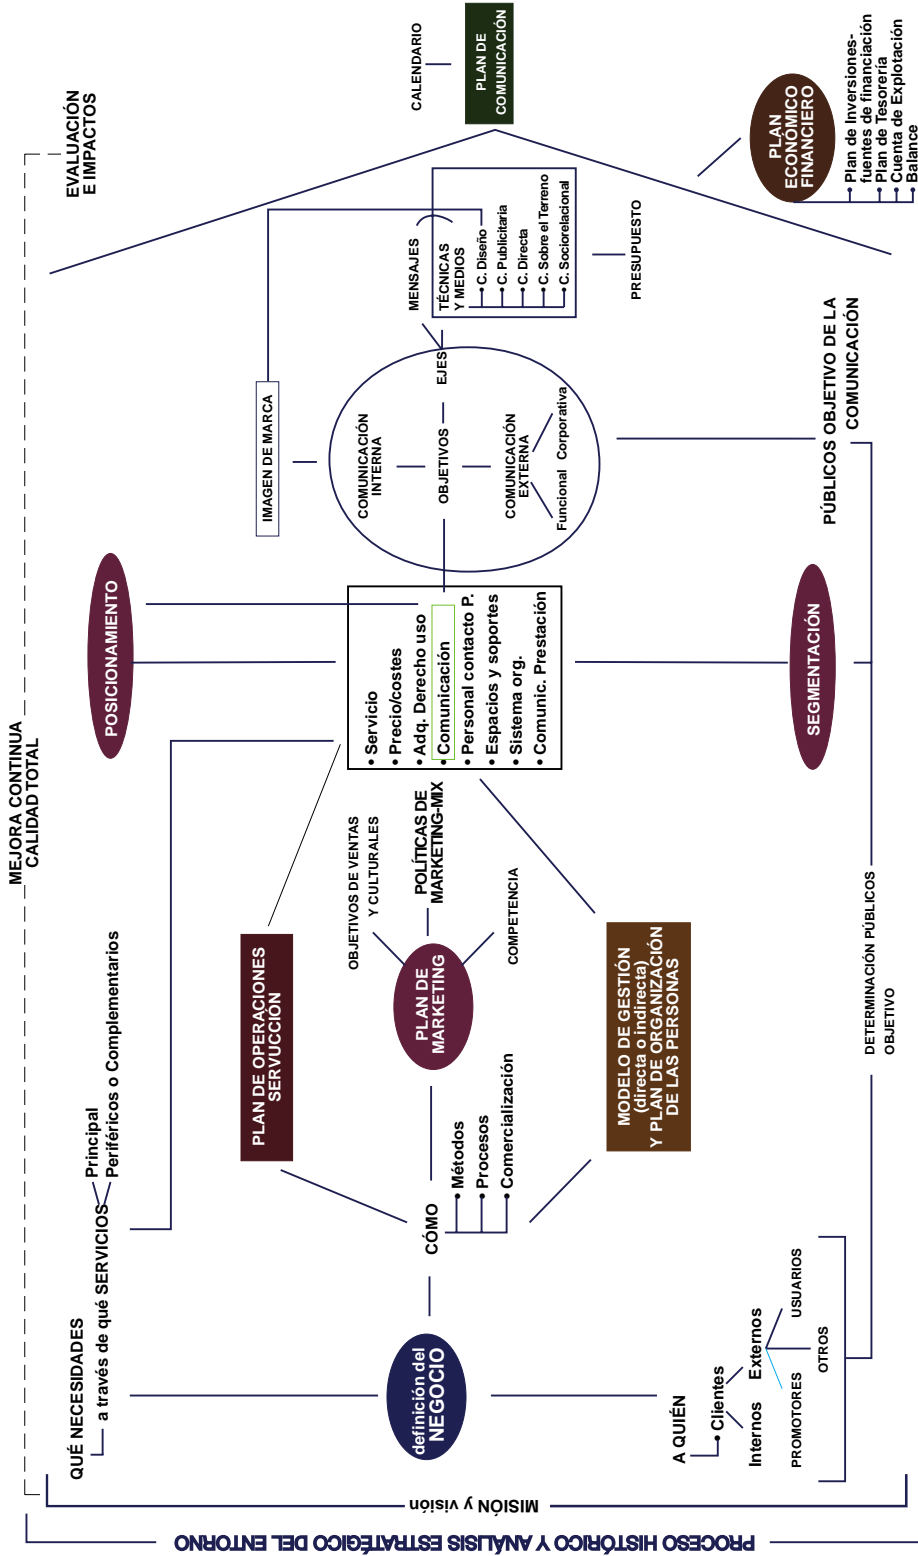 PROCESO HISTÓRICO Y ANÁLISIS ESTRATÉGICO DEL ENTORNO
MISIÓN y visión
MEJORA CONTINUA
CALIDAD TOTAL
QUÉ NECESIDADES
a través de qué SERVICIOS
Principal
Periféricos o Complementarios
definición del
NEGOCIO
A QUIÉN
• Clientes
Internos
Externos
PROMOTORES
OTROS
USUARIOS
CÓMO
• Métodos
• Procesos
• Comercialización
PLAN DE OPERACIONES
SERVUCCIÓN
PLAN DE
MARKETING
OBJETIVOS DE VENTAS
Y CULTURALES
POLÍTICAS DE
MARKETING-MIX
COMPETENCIA
MODELO DE GESTIÓN
(directa o indirecta)
Y PLAN DE ORGANIZACIÓN
DE LAS PERSONAS
DETERMINACIÓN PÚBLICOS
OBJETIVO
POSICIONAMIENTO
• Servicio
• Precio/costes
• Adq. Derecho uso
• Comunicación
• Personal contacto P.
• Espacios y soportes
• Sistema org.
• Comunic. Prestación
SEGMENTACIÓN
IMAGEN DE MARCA
COMUNICACIÓN
INTERNA
OBJETIVOS
EJES
COMUNICACIÓN
EXTERNA
Funcional
Corporativa
PÚBLICOS OBJETIVO DE LA
COMUNICACIÓN
MENSAJES
TÉCNICAS
Y MEDIOS
• C. Diseño
• C. Publicitaria
• C. Directa
• C. Sobre el Terreno
• C. Sociorelacional
PRESUPUESTO
EVALUACIÓN
E IMPACTOS
CALENDARIO
PLAN DE
COMUNICACIÓN
PLAN
ECONÓMICO
FINANCIERO
• Plan de Inversiones-
fuentes de financiación
• Plan de Tesorería
• Cuenta de Explotación
• Balance